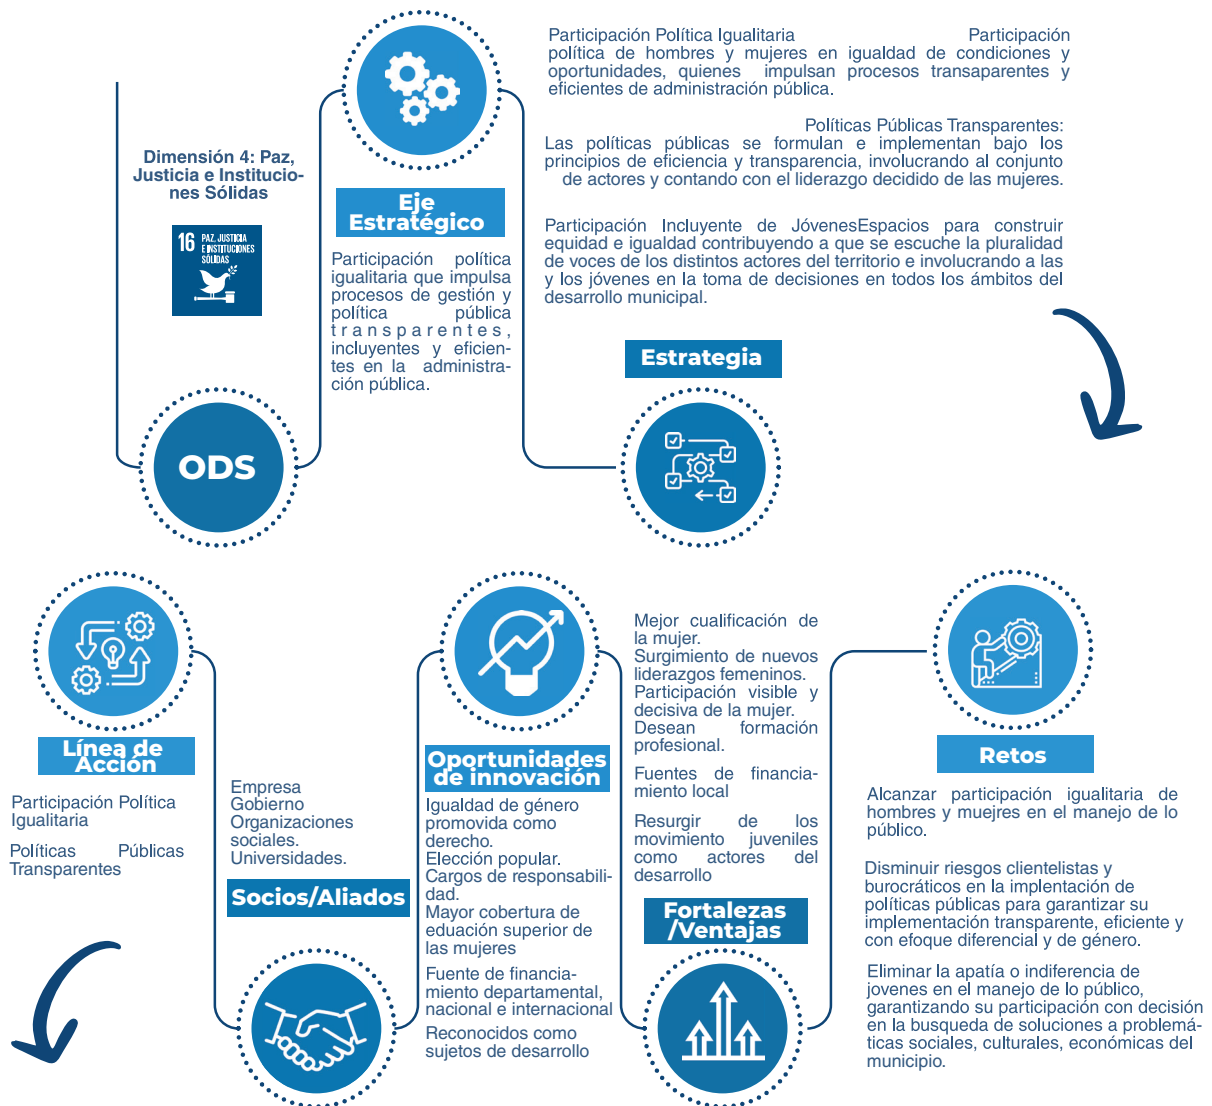 Dimensión 4: Paz,
Justicia e Institucio-
nes Sólidas
16 PAZ, JUSTICIA
E INSTITUCIONES
SÓLIDAS
ODS
Eje
Estratégico
Participación política
igualitaria que impulsa
procesos de gestión y
política pública
transparentes,
incluyentes y eficien-
tes en la administra-
ción pública.
Participación Política Igualitaria Participación
política de hombres y mujeres en igualdad de condiciones y
oportunidades, quienes impulsan procesos transaparentes y
eficientes de administración pública.
Políticas Públicas Transparentes:
Las políticas públicas se formulan e implementan bajo los
principios de eficiencia y transparencia, involucrando al conjunto
de actores y contando con el liderazgo decidido de las mujeres.
Participación Incluyente de JóvenesEspacios para construir
equidad e igualdad contribuyendo a que se escuche la pluralidad
de voces de los distintos actores del territorio e involucrando a las
y los jóvenes en la toma de decisiones en todos los ámbitos del
desarrollo municipal.
Estrategia
Línea de
Acción
Participación Política
Igualitaria
Políticas Públicas
Transparentes
Empresa
Gobierno
Organizaciones
sociales.
Universidades.
Socios/Aliados
Oportunidades
de innovación
Igualdad de género
promovida como
derecho.
Elección popular.
Cargos de responsabili-
dad.
Mayor cobertura de
eduación superior de
las mujeres
Fuente de financia-
miento departamental,
nacional e internacional
Reconocidos como
sujetos de desarrollo
Mejor cualificación de
la mujer.
Surgimiento de nuevos
liderazgos femeninos.
Participación visible y
decisiva de la mujer.
Desean formación
profesional.
Fuentes de financia-
miento local
Resurgir de los
movimiento juveniles
como actores del
desarrollo
Fortalezas
/Ventajas
Retos
Alcanzar participación igualitaria de
hombres y muejres en el manejo de lo
público.
Disminuir riesgos clientelistas y
burocráticos en la implentación de
políticas públicas para garantizar su
implementación transparente, eficiente y
con efoque diferencial y de género.
Eliminar la apatía o indiferencia de
jovenes en el manejo de lo público,
garantizando su participación con decisión
en la busqueda de soluciones a problemá-
ticas sociales, culturales, económicas del
municipio.